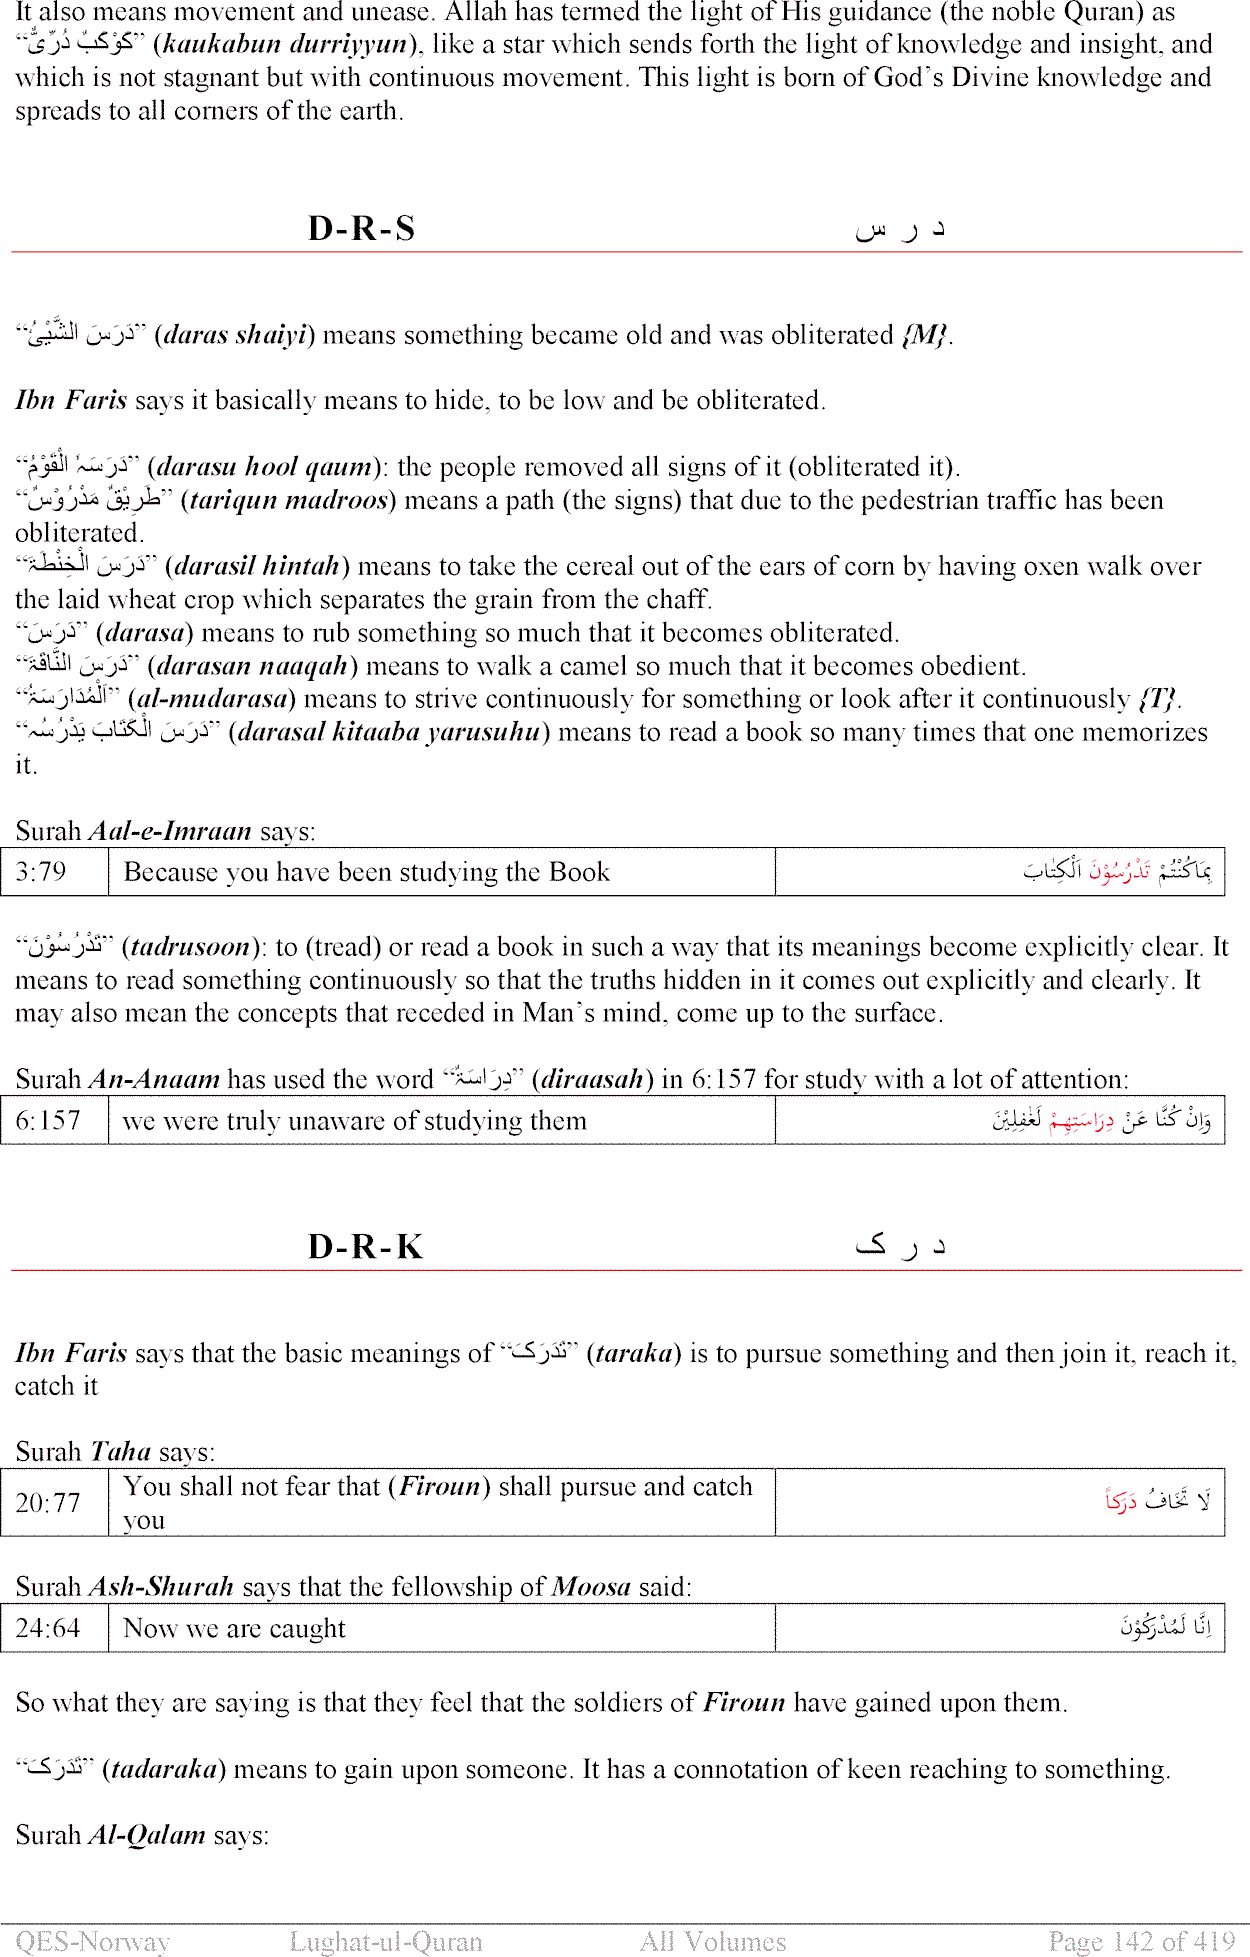 It also means movement and unease. Allah has termed the light of His guidance (the noble Quran) as
“كَوْكَبٌ دُرِّىٌّ” (kaukabun durriyyun), like a star which sends forth the light of knowledge and insight, and
which is not stagnant but with continuous movement. This light is born of God’s Divine knowledge and
spreads to all corners of the earth.
D-R-S د ر س
“دَرَسَ الشَّيْئُ” (daras shaiyi) means something became old and was obliterated {M}.
Ibn Faris says it basically means to hide, to be low and be obliterated.
“دَرَسَہُ الْقَوْمُ” (darasu hool qaum): the people removed all signs of it (obliterated it).
“طَرِيْقٌ مَدْرُوْسٌ” (tariqun madroos) means a path (the signs) that due to the pedestrian traffic has been
obliterated.
“دَرَسَ الْحِنْطَۃَ” (darasil hintah) means to take the cereal out of the ears of corn by having oxen walk over
the laid wheat crop which separates the grain from the chaff.
“دَرَسَ” (darasa) means to rub something so much that it becomes obliterated.
“دَرَسَ النَّاقَۃَ” (darasan naaqah) means to walk a camel so much that it becomes obedient.
“اَلْمُدَارَسَۃُ” (al-mudarasa) means to strive continuously for something or look after it continuously {T}.
“دَرَسَ الْكَتَابَ يَدْرُسُہ” (darasal kitaaba yarusuhu) means to read a book so many times that one memorizes
it.
Surah Aal-e-Imraan says:
3:79 Because you have been studying the Book بِمَاكُنْتُمْ تَدْرُسُوْنَ اَلْكِتٰابَ
“تَدْرُسُوْنَ” (tadrusoon): to (tread) or read a book in such a way that its meanings become explicitly clear. It
means to read something continuously so that the truths hidden in it comes out explicitly and clearly. It
may also mean the concepts that receded in Man’s mind, come up to the surface.
Surah An-Anaam has used the word “دِرَاسَۃٌ” (diraasah) in 6:157 for study with a lot of attention:
6:157 we were truly unaware of studying them وَاِنْ كُنَّا عَنْ دِرَاسَتِهِمْ لَغٰفِلِيْنَ
D-R-K د ر ک
Ibn Faris says that the basic meanings of “تَدَرَکَ” (taraka) is to pursue something and then join it, reach it,
catch it
Surah Taha says:
20:77 You shall not fear that (Firoun) shall pursue and catch
you لَا تَخَافُ دَرَكاً
Surah Ash-Shurah says that the fellowship of Moosa said:
24:64 Now we are caught اِنَّا لَمُدْرَكُوْنَ
So what they are saying is that they feel that the soldiers of Firoun have gained upon them.
“تَدَرَکَ” (tadaraka) means to gain upon someone. It has a connotation of keen reaching to something.
Surah Al-Qalam says:
QES-Norway Lughat-ul-Quran All Volumes Page 142 of 419